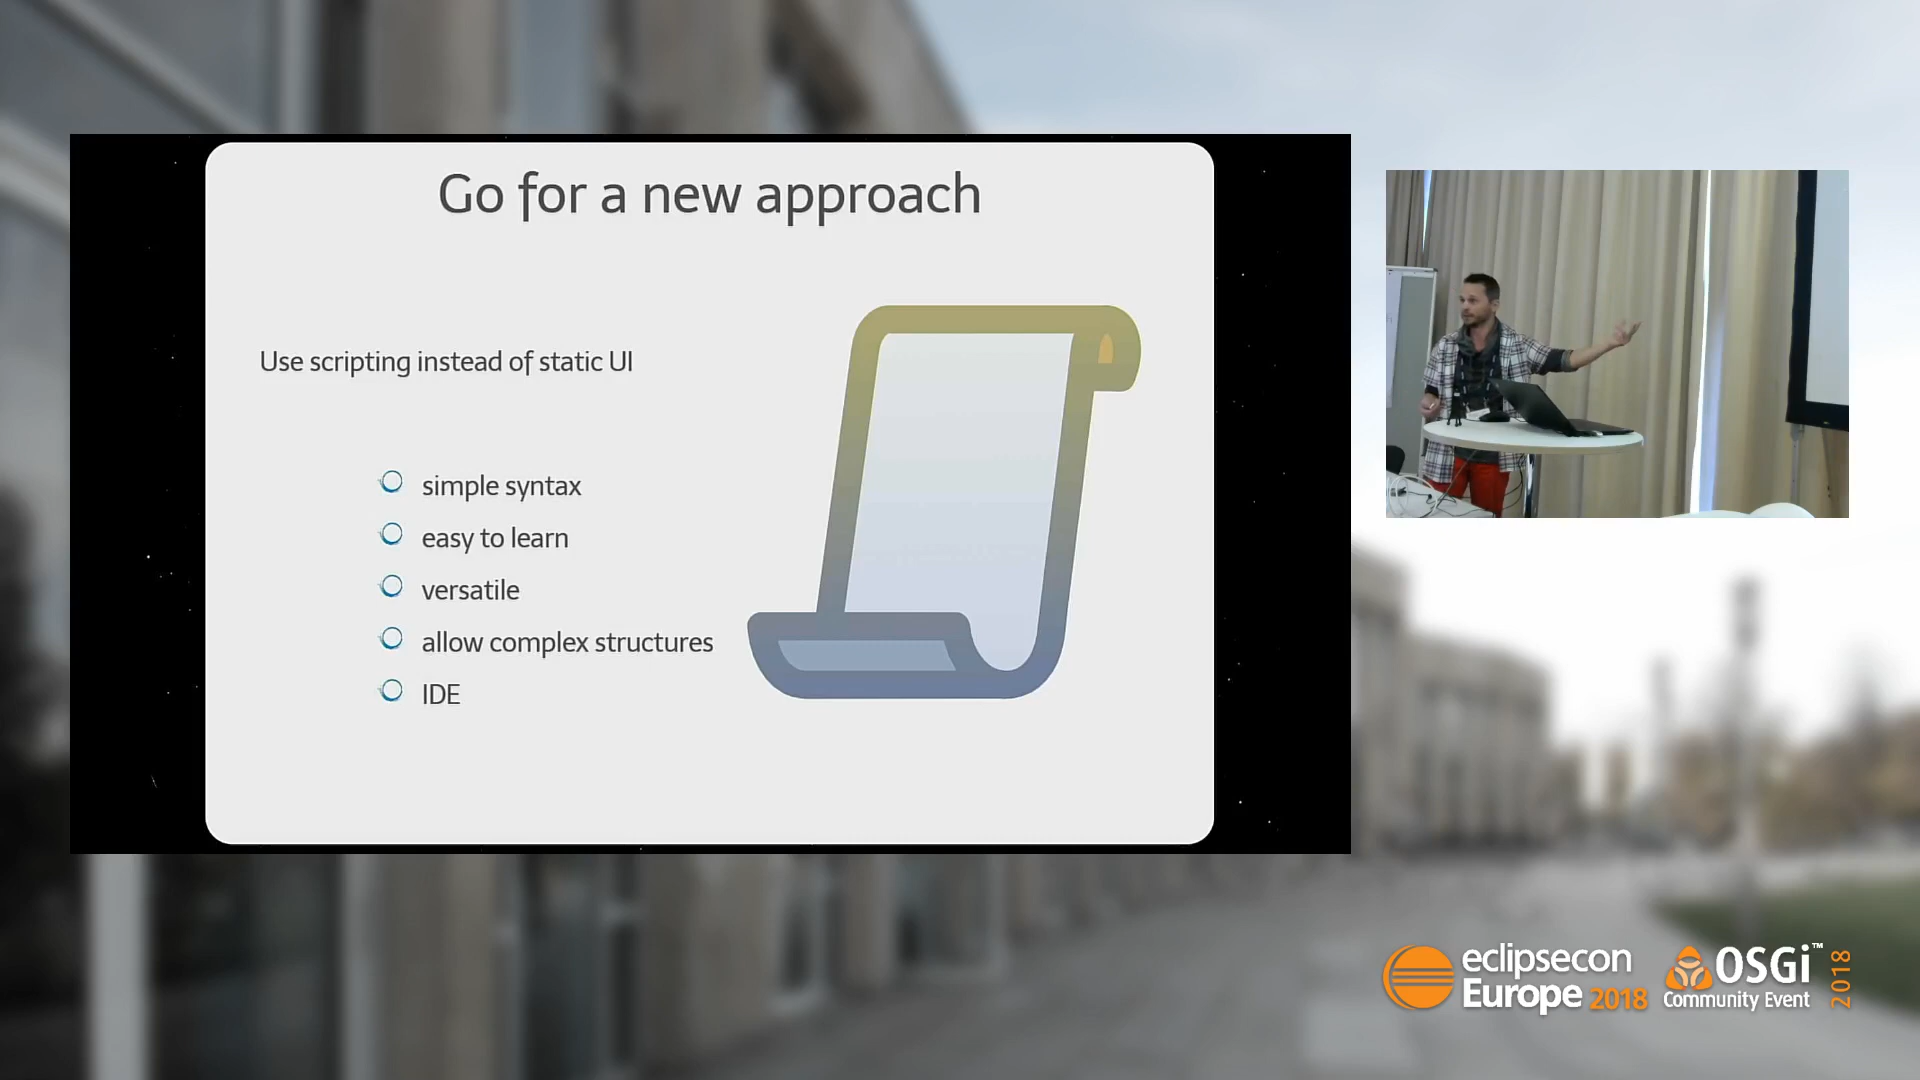 Go for a new approach
Use scripting instead of static UI
simple syntax
easy to learn
versatile
allow complex structures
IDE
eclipsecon
Europe 2018
OSGi™
Community Event
2018